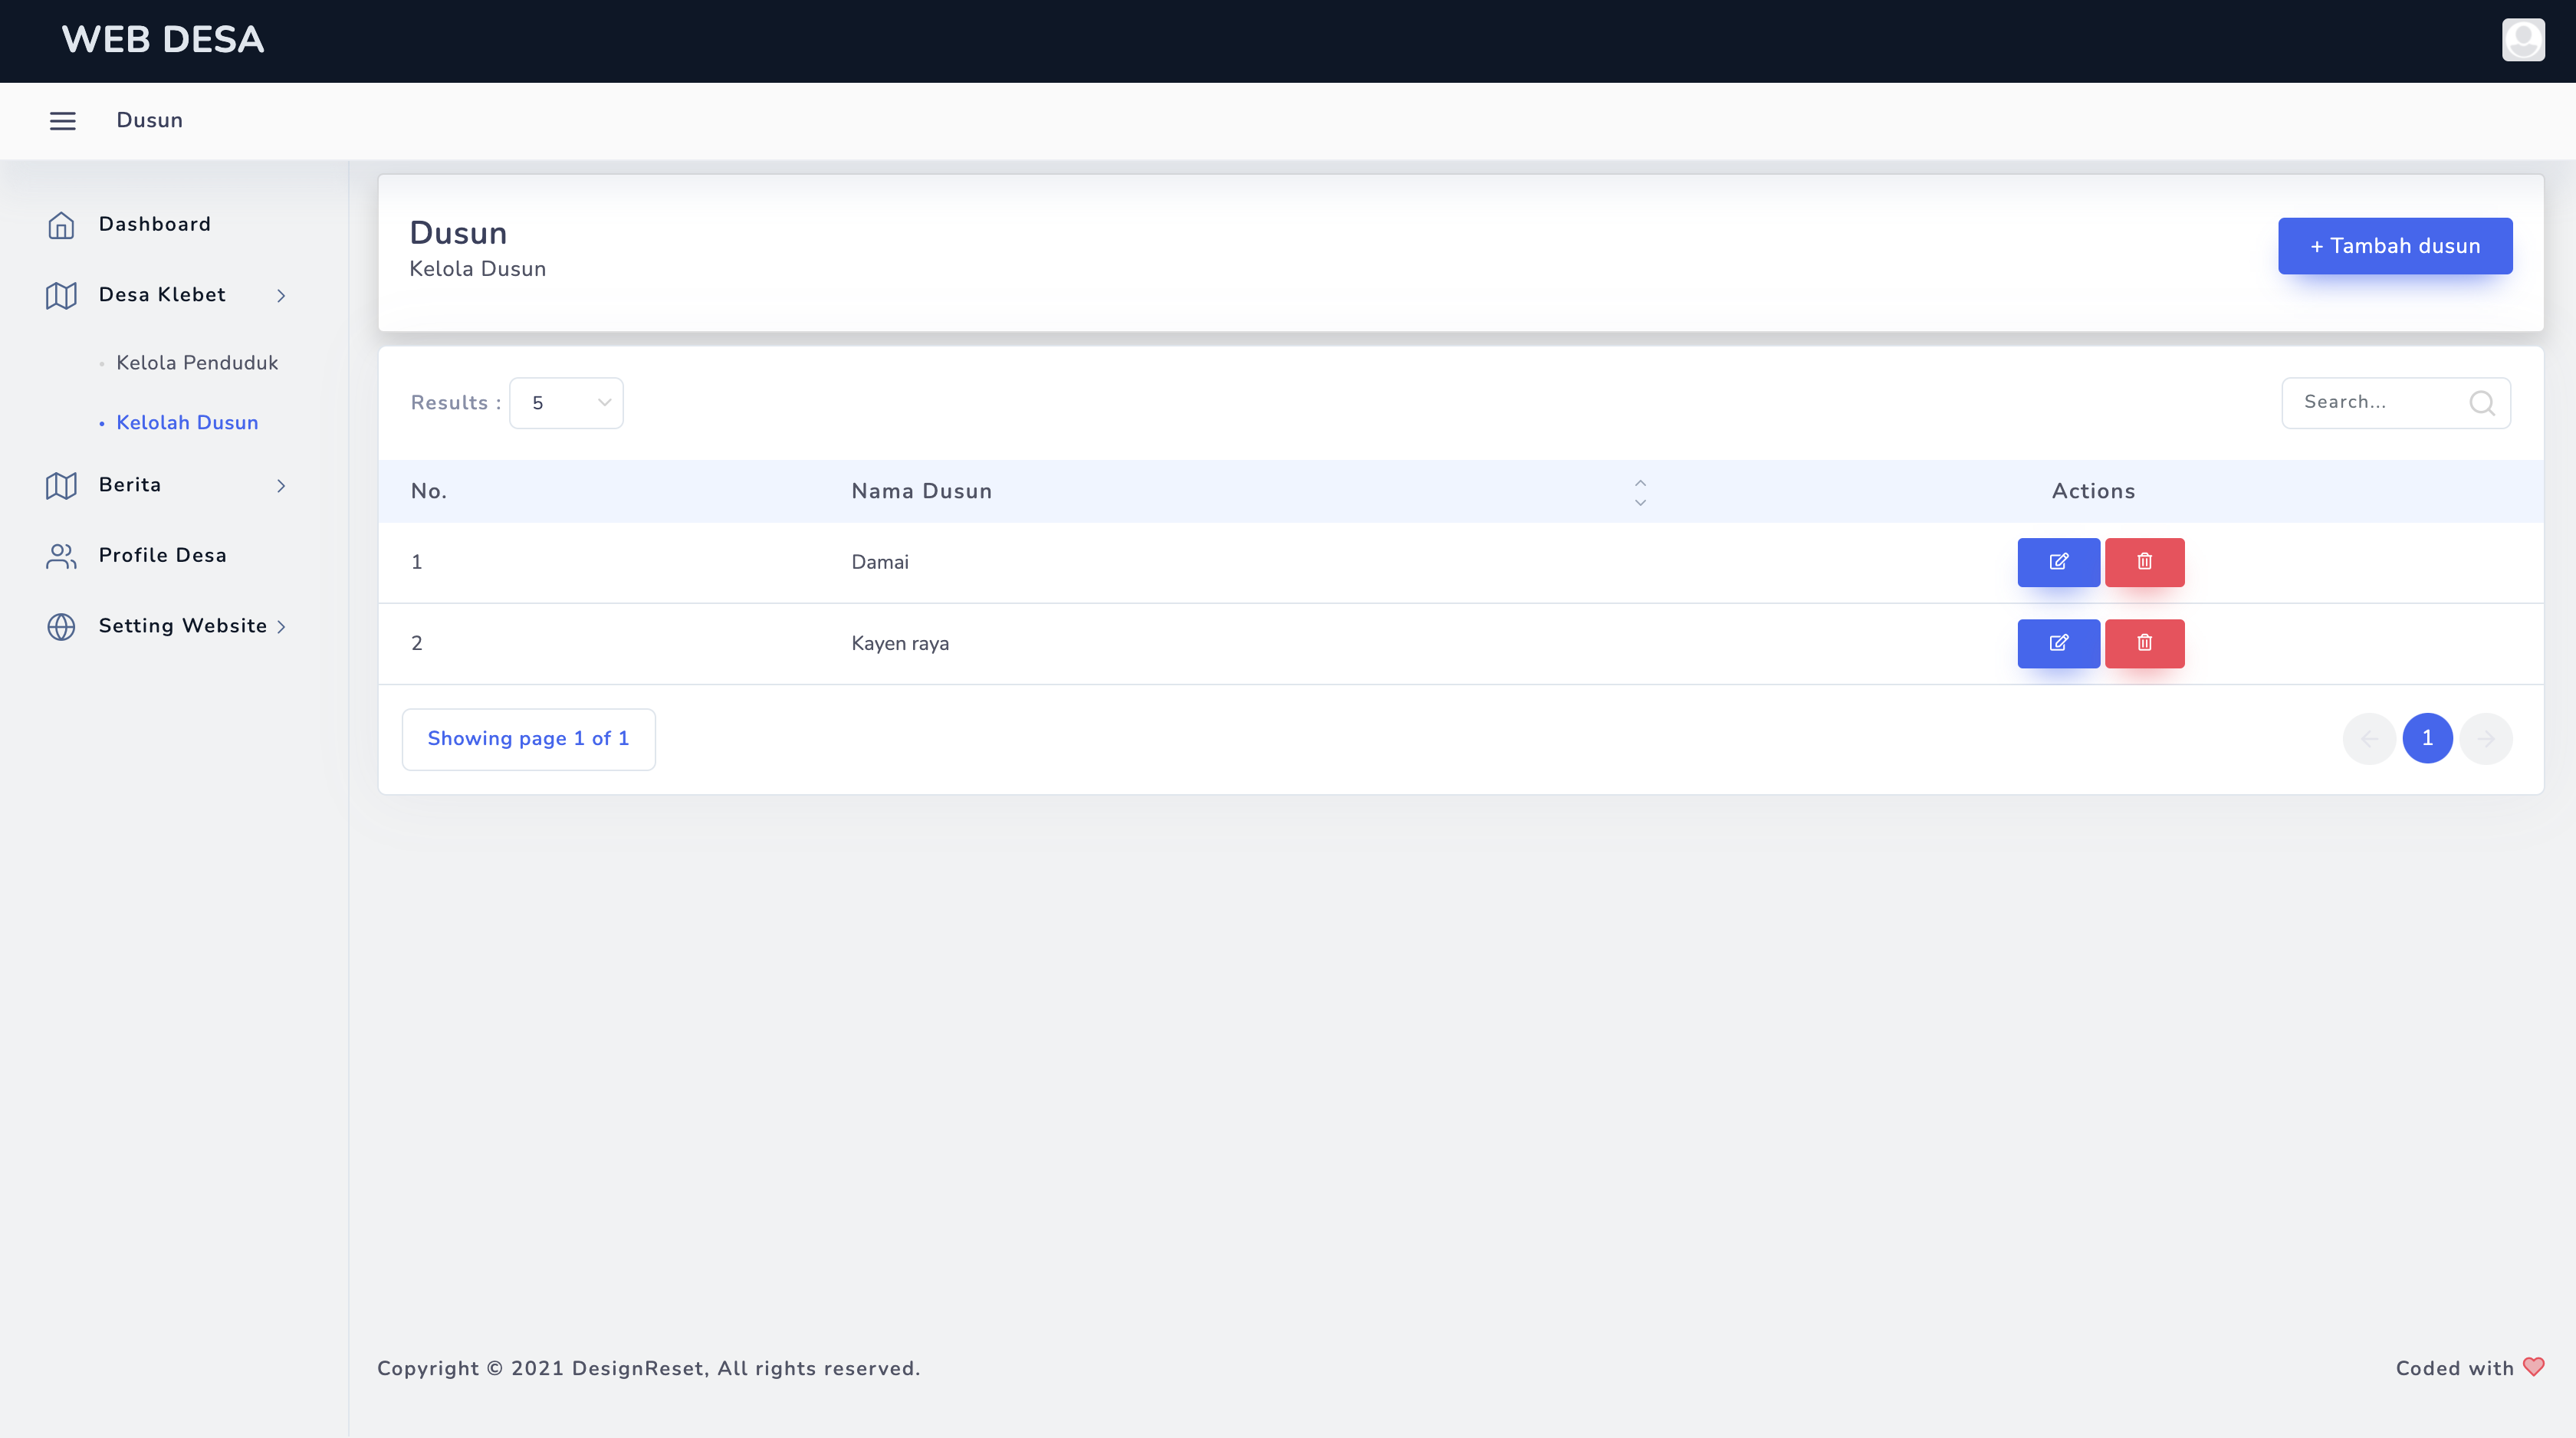 WEB DESA
Dusun
Dashboard
Desa Klebet
Kelola Penduduk
Kelolah Dusun
Berita
Profile Desa
Setting Website
Dusun
Kelola Dusun
+ Tambah dusun
Results : 5
Search...
No. Nama Dusun Actions
1 Damai
2 Kayen raya
Showing page 1 of 1
1
Copyright © 2021 DesignReset, All rights reserved.
Coded with